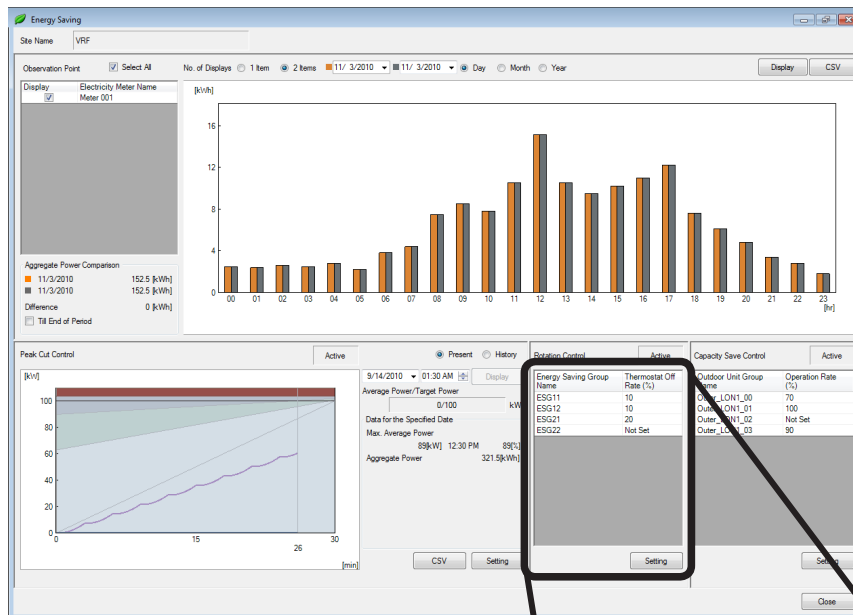 Energy Saving
Site Name VRF
Observation Point Select All No. of Displays 1 Item 2 Items 11/ 3/2010 11/ 3/2010 Day Month Year Display CSV
Display Electricity Meter Name
Meter 001
[kWh]
16
12
8
4
00 01 02 03 04 05 06 07 08 09 10 11 12 13 14 15 16 17 18 19 20 21 22 23
[hr]
Aggregate Power Comparison
11/3/2010 152.5 [kWh]
11/3/2010 152.5 [kWh]
Difference 0 [kWh]
Till End of Period
Peak Cut Control Active
[kW]
100
80
60
40
20
0
0 15 26 30
[min]
Present History
9/14/2010 01:30 AM Display
Average Power/Target Power
0/100 kW
Data for the Specified Date
Max. Average Power
89[kW] 12:30 PM 89[%]
Aggregate Power 321.5[kWh]
CSV Setting
Rotation Control Active
Energy Saving Group Name Thermostat Off Rate (%)
ESG11 10
ESG12 10
ESG21 20
ESG22 Not Set
Setting
Capacity Save Control Active
Outdoor Unit Group Name Operation Rate (%)
Outer_LON1_00 70
Outer_LON1_01 100
Outer_LON1_02 Not Set
Outer_LON1_03 90
Setting
Close